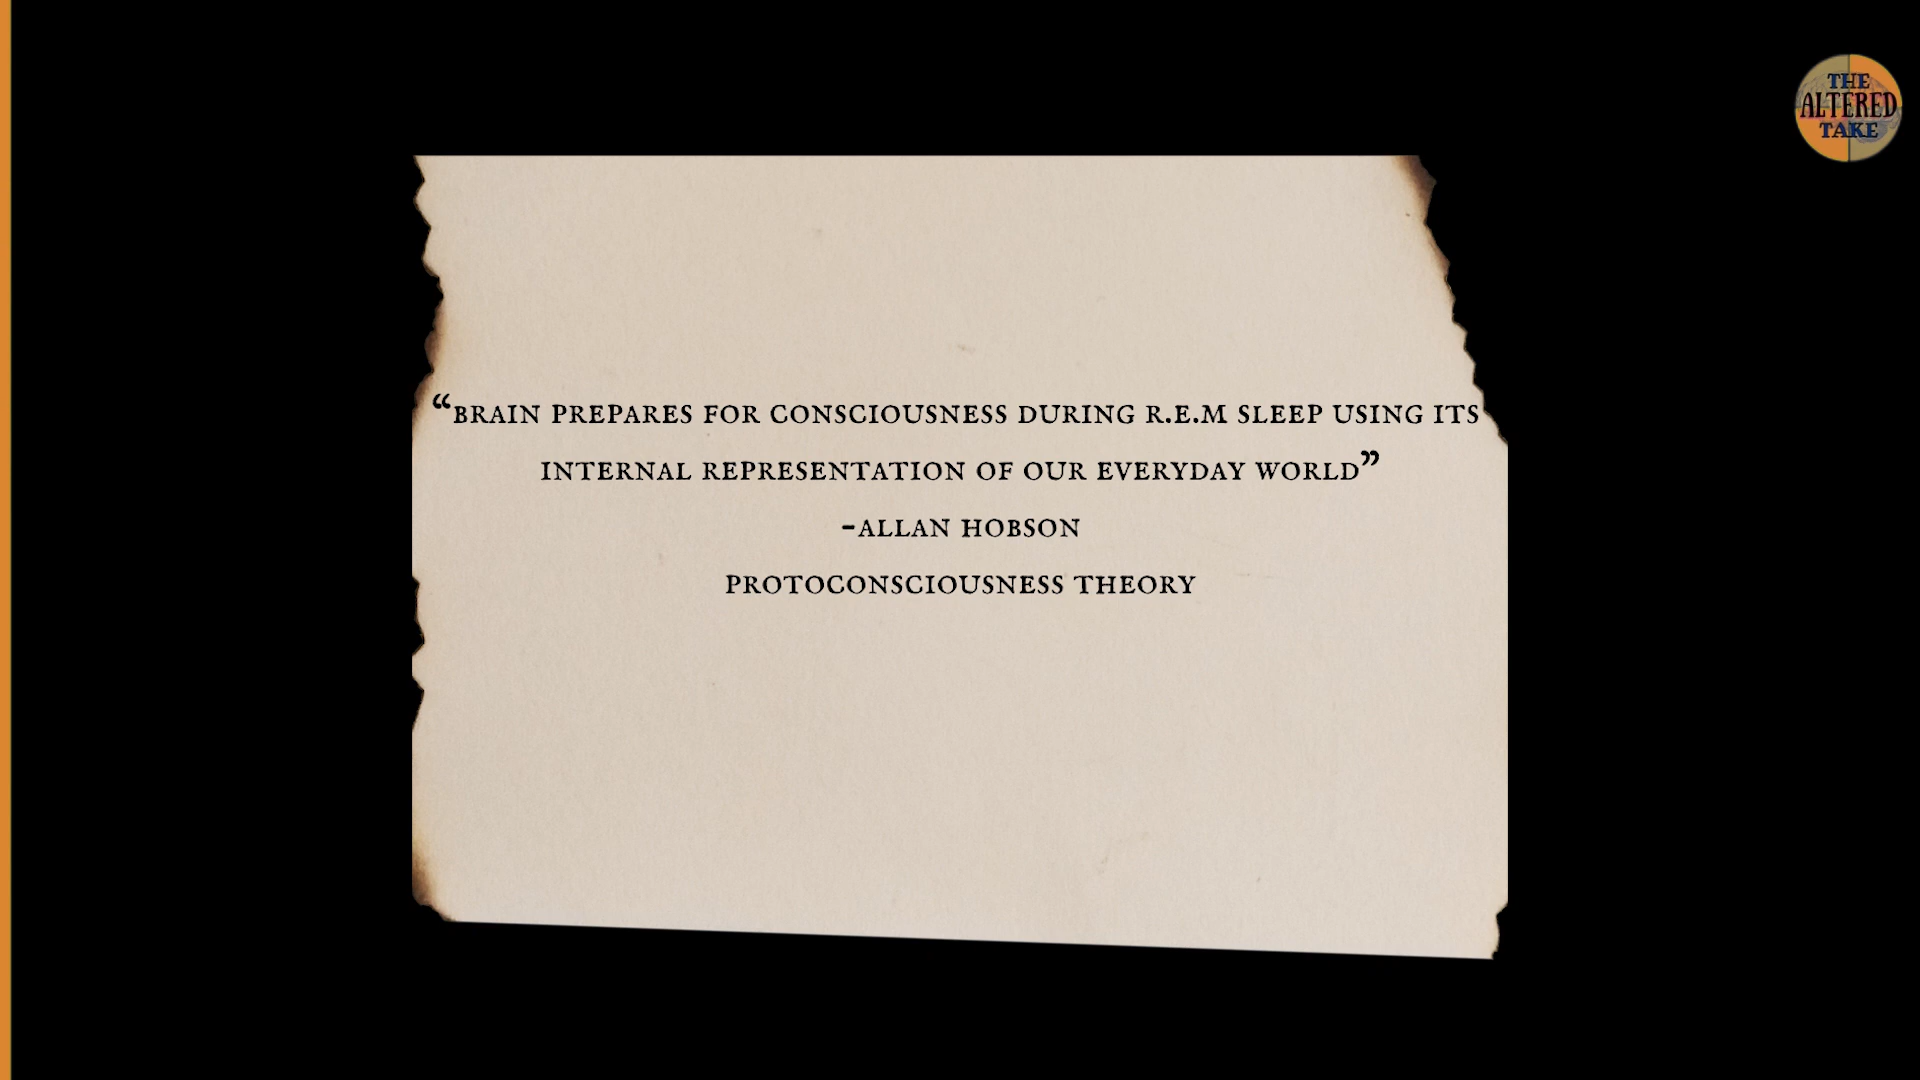 THE
ALTERED
TAKE
“BRAIN PREPARES FOR CONSCIOUSNESS DURING R.E.M SLEEP USING ITS
INTERNAL REPRESENTATION OF OUR EVERYDAY WORLD”
-ALLAN HOBSON
PROTOCONSCIOUSNESS THEORY